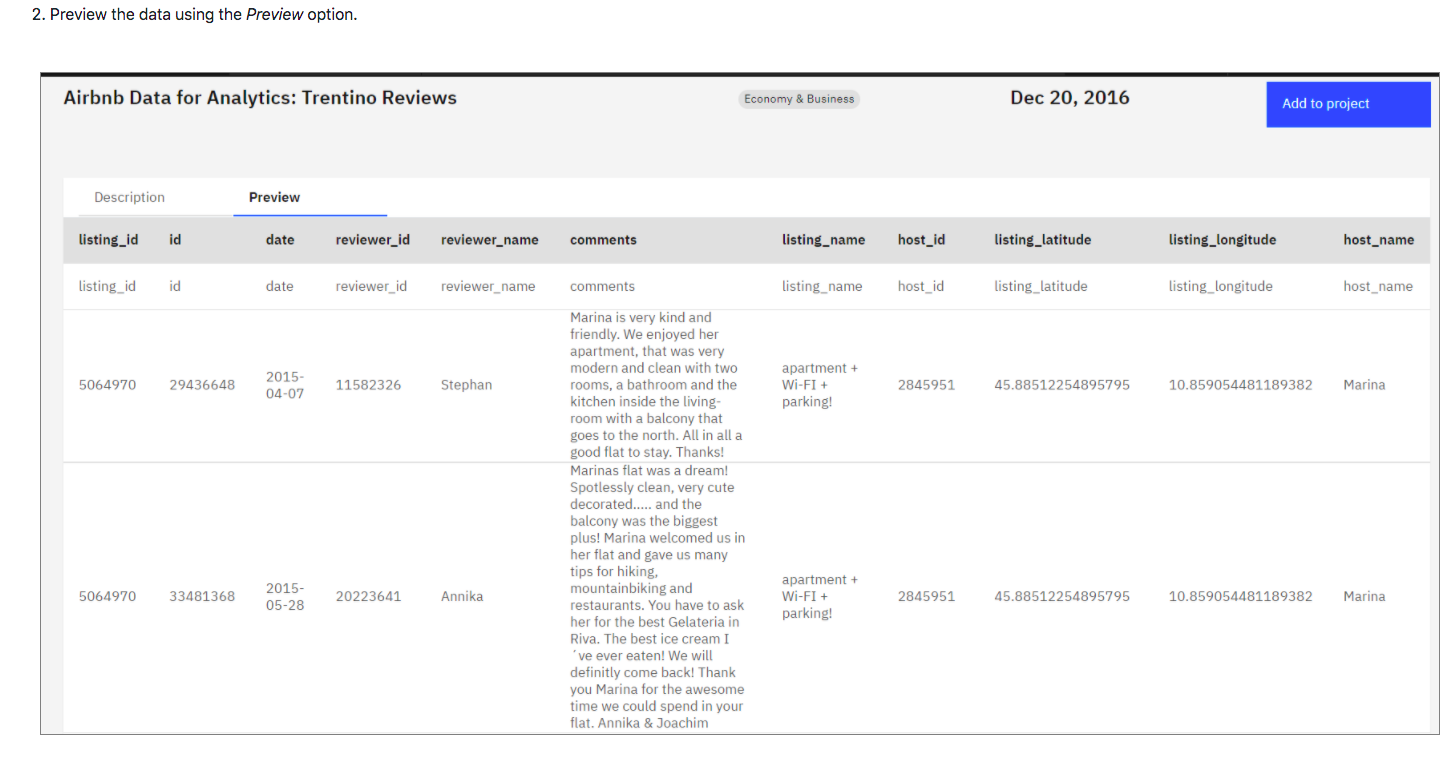 2. Preview the data using the Preview option.
Airbnb Data for Analytics: Trentino Reviews
Economy & Business
Dec 20, 2016
Add to project
Description Preview
listing_id id date reviewer_id reviewer_name comments listing_name host_id listing_latitude listing_longitude host_name
listing_id id date reviewer_id reviewer_name comments listing_name host_id listing_latitude listing_longitude host_name
5064970
29436648
2015-
04-07
11582326
Stephan
Marina is very kind and
friendly. We enjoyed her
apartment, that was very
modern and clean with two
rooms, a bathroom and the
kitchen inside the living-
room with a balcony that
goes to the north. All in all a
good flat to stay. Thanks!
apartment +
Wi-FI +
parking!
2845951
45.88512254895795
10.859054481189382
Marina
5064970
33481368
2015-
05-28
20223641
Annika
Marinas flat was a dream!
Spotlessly clean, very cute
decorated..... and the
balcony was the biggest
plus! Marina welcomed us in
her flat and gave us many
tips for hiking,
mountainbiking and
restaurants. You have to ask
her for the best Gelateria in
Riva. The best ice cream I
´ve ever eaten! We will
definitly come back! Thank
you Marina for the awesome
time we could spend in your
flat. Annika & Joachim
apartment +
Wi-FI +
parking!
2845951
45.88512254895795
10.859054481189382
Marina